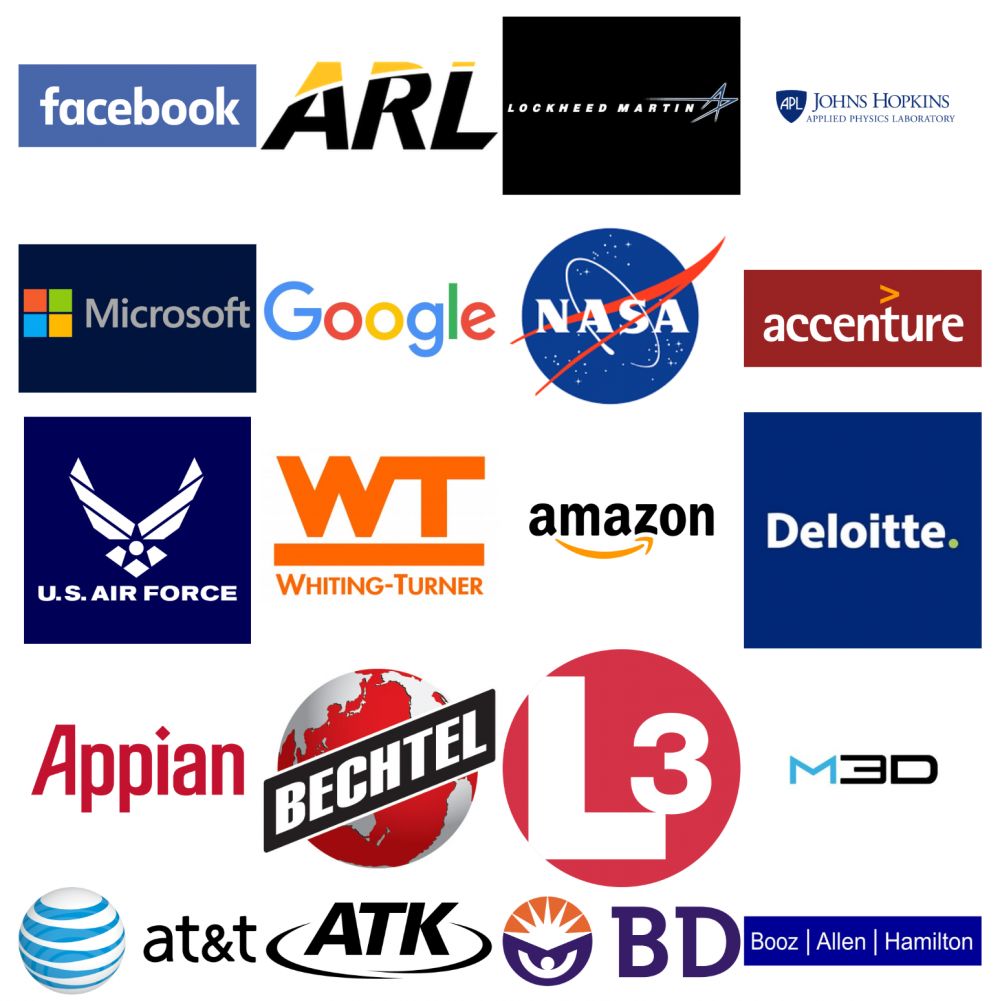 facebook
ARL
LOCKHEED MARTIN
APL
JOHNS HOPKINS
APPLIED PHYSICS LABORATORY
Microsoft
Google
NASA
>
accenture
U.S. AIR FORCE
WT
WHITING-TURNER
amazon
Deloitte.
Appian
BECHTEL
L3
M3D
at&t
ATK
BD
Booz | Allen | Hamilton